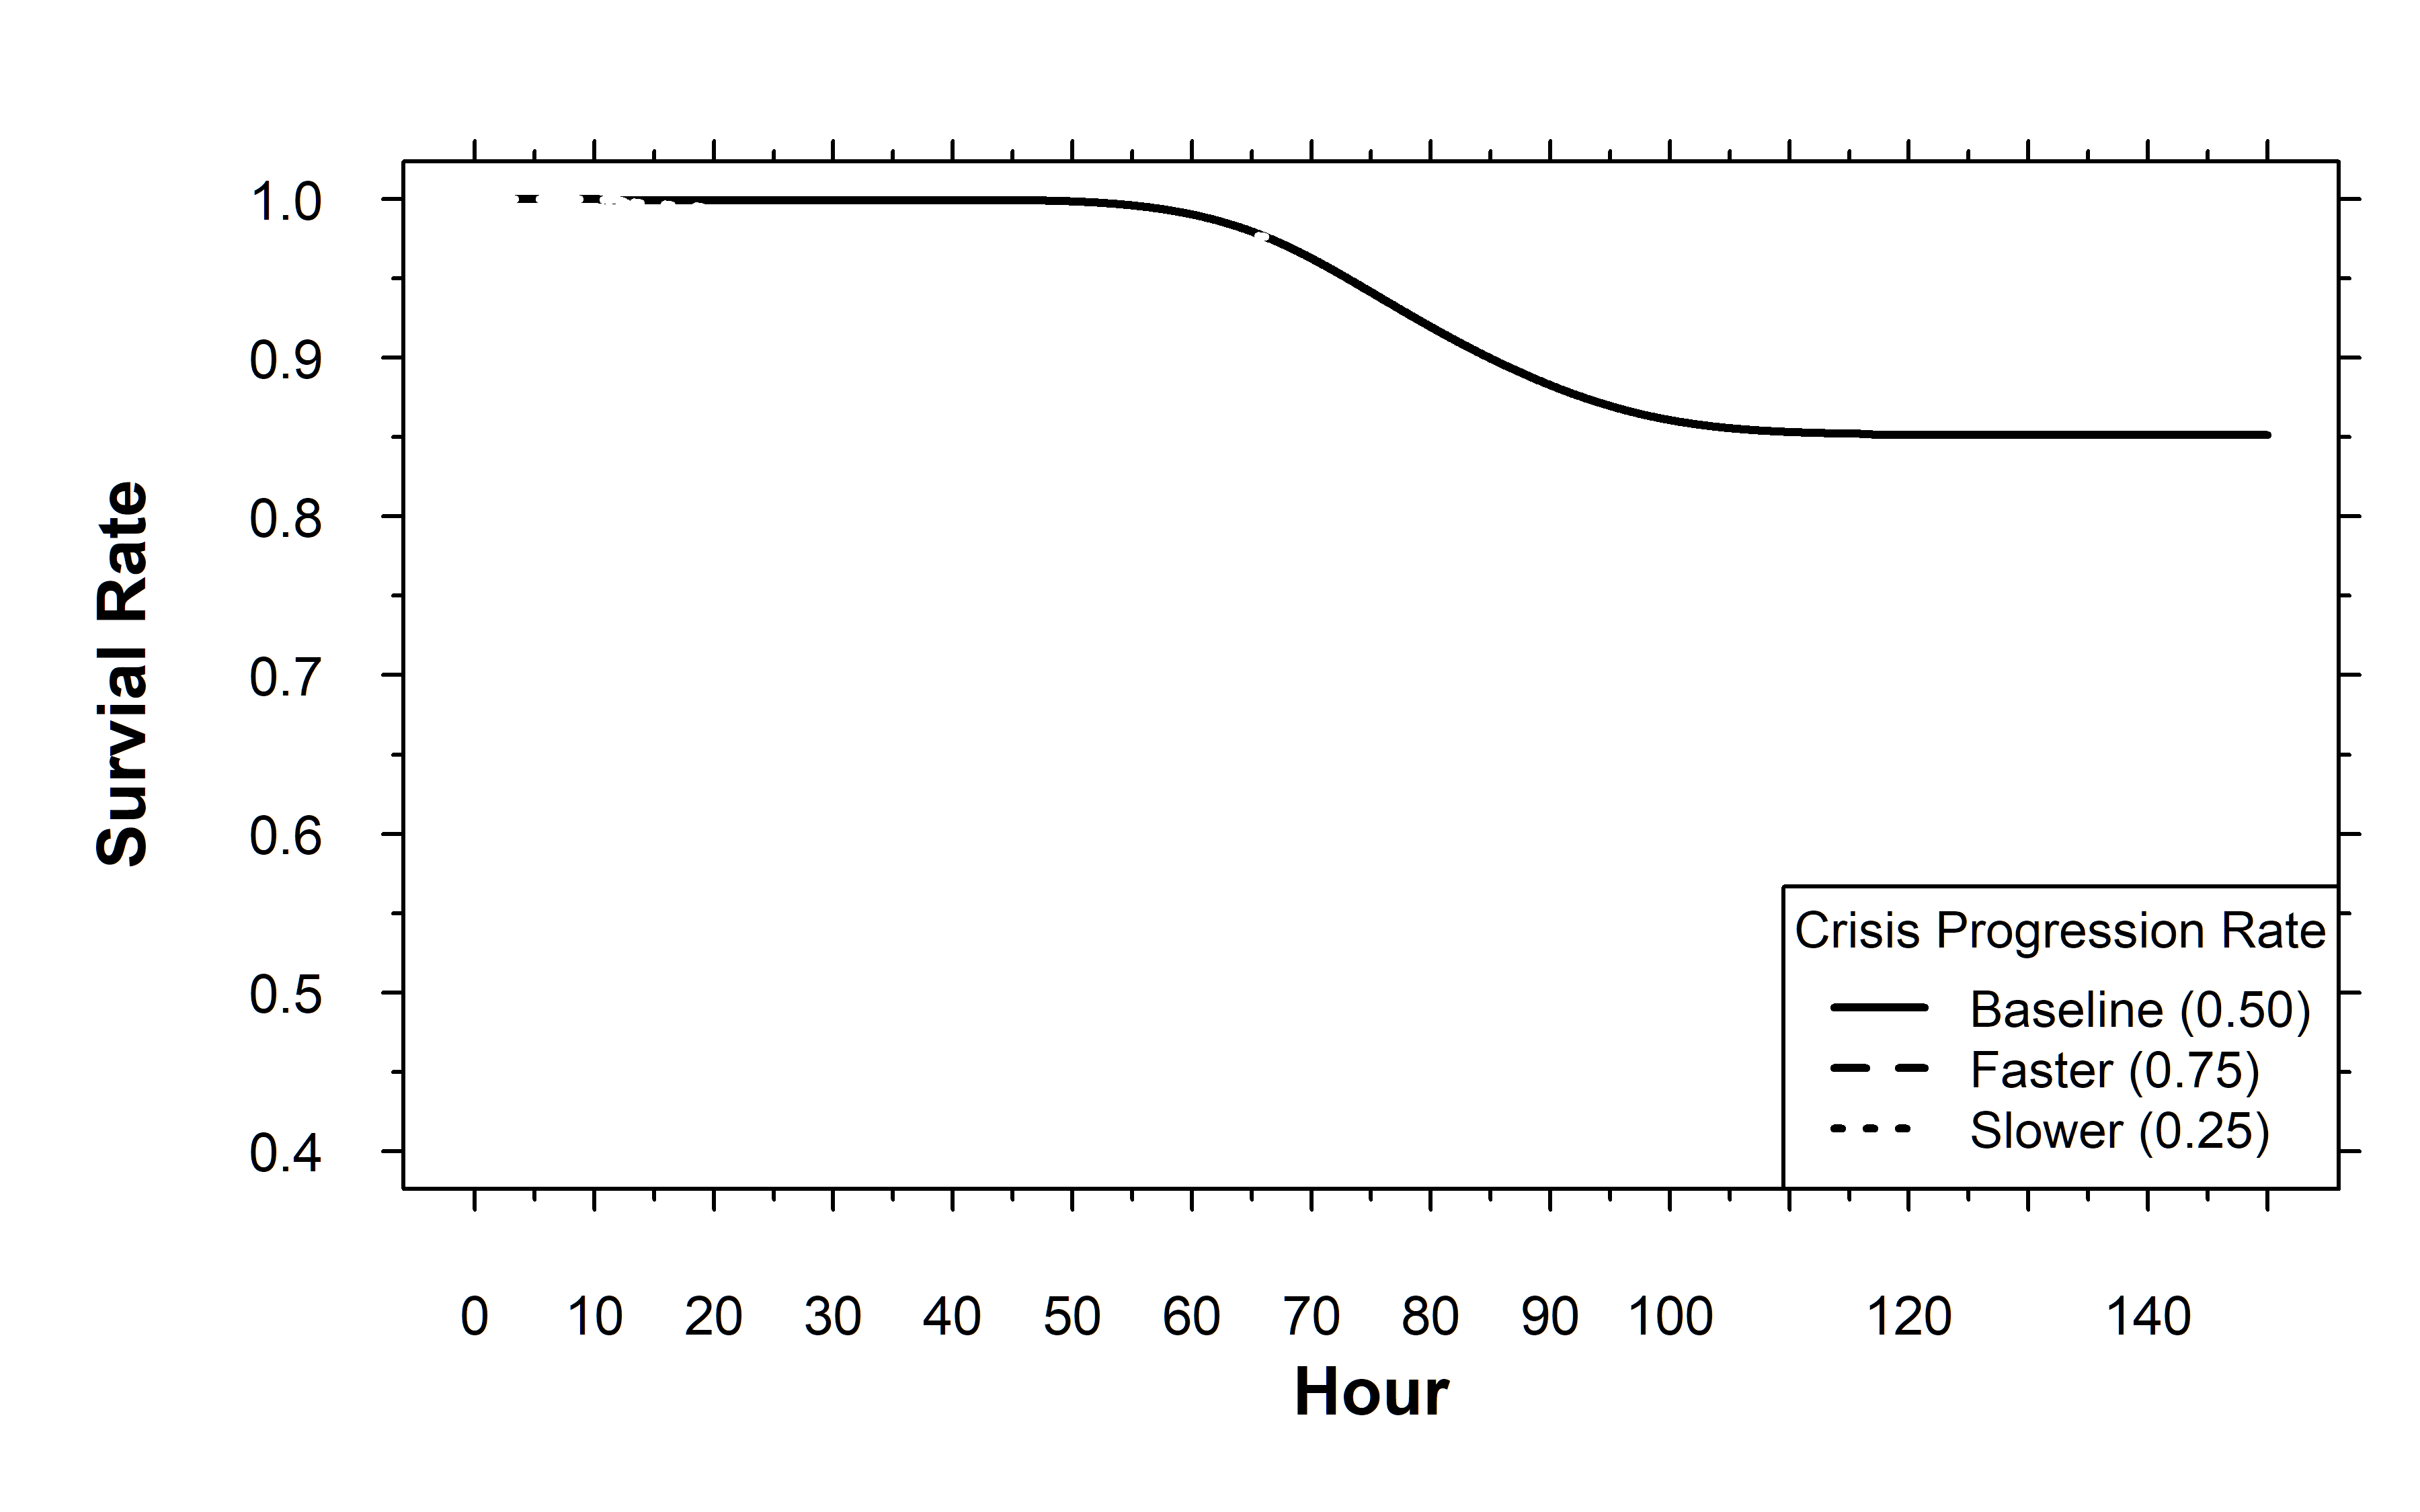 1.0
0.9
0.8
0.7
0.6
0.5
0.4
Survial Rate
Crisis Progression Rate
Baseline (0.50)
Faster (0.75)
Slower (0.25)
0 10 20 30 40 50 60 70 80 90 100 120 140
Hour